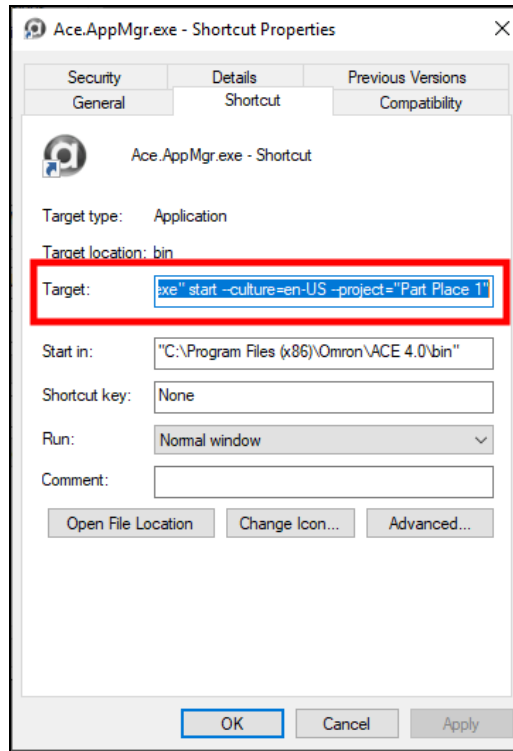 Ace.AppMgr.exe - Shortcut Properties
Security Details Previous Versions
General Shortcut Compatibility
Ace.AppMgr.exe - Shortcut
Target type: Application
Target location: bin
Target: exe" start --culture=en-US --project="Part Place 1"
Start in: "C:\Program Files (x86)\Omron\ACE 4.0\bin"
Shortcut key: None
Run: Normal window
Comment:
Open File Location Change Icon... Advanced...
OK Cancel Apply